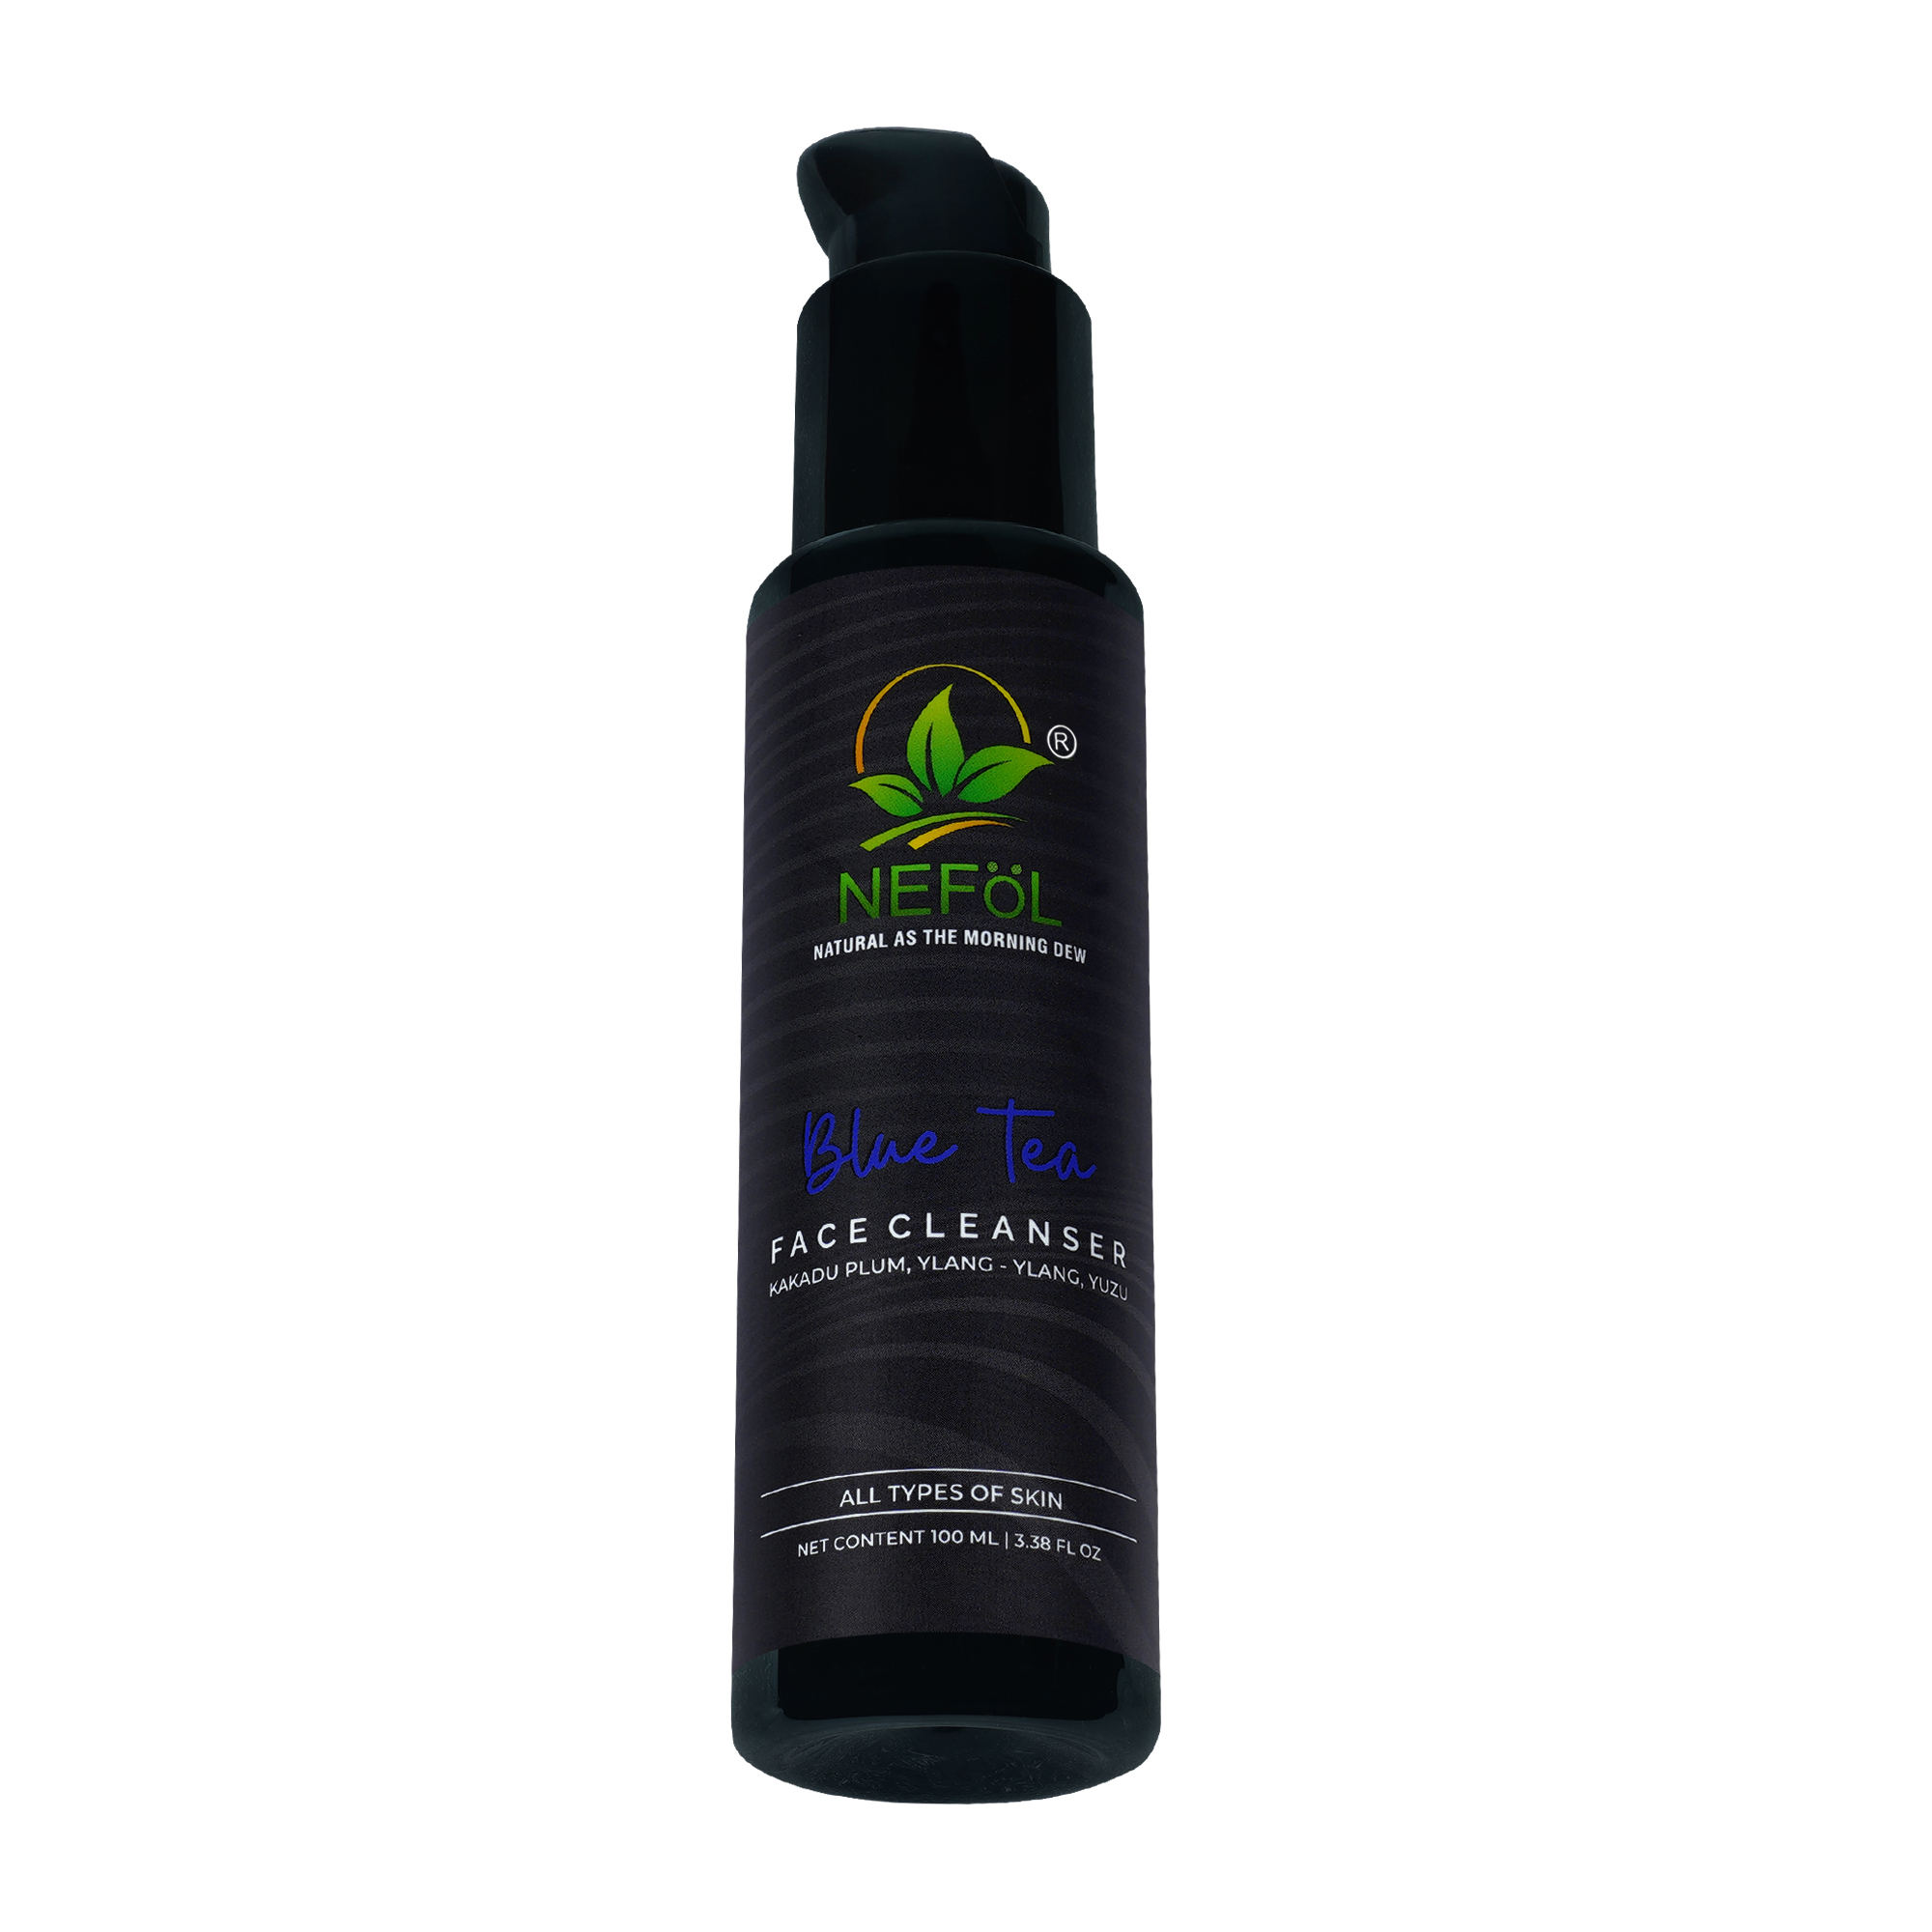 ®
NEFÖL
NATURAL AS THE MORNING DEW
Blue Tea
FACE CLEANSER
KAKADU PLUM, YLANG - YLANG, YUZU
ALL TYPES OF SKIN
NET CONTENT 100 ML | 3.38 FL OZ